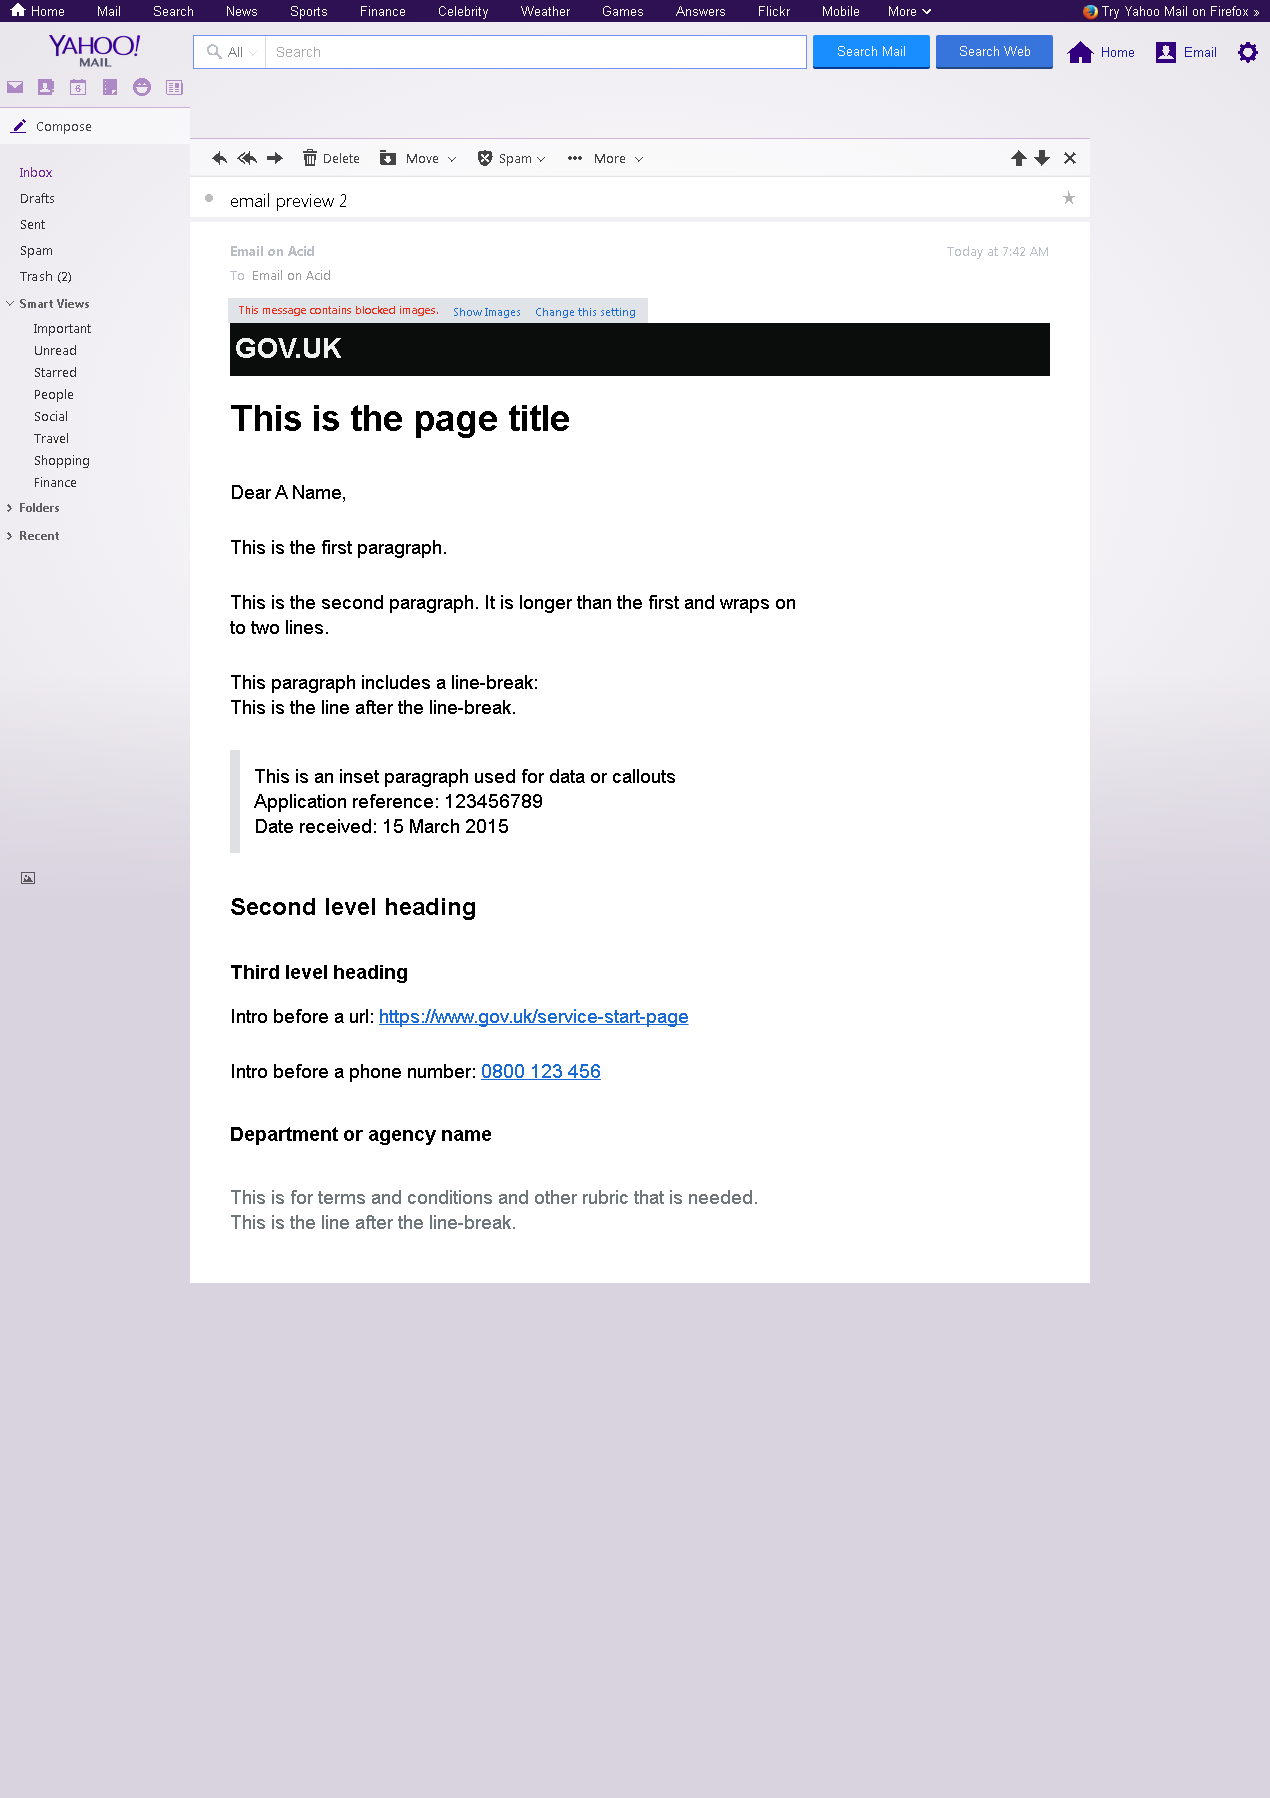 Home Mail Search News Sports Finance Celebrity Weather Games Answers Flickr Mobile More Try Yahoo Mail on Firefox »
YAHOO!
MAIL
All Search Search Mail Search Web Home Email
6
Compose
Inbox
Drafts
Sent
Spam
Trash (2)
Smart Views
Important
Unread
Starred
People
Social
Travel
Shopping
Finance
Folders
Recent
Delete Move Spam More
email preview 2
Email on Acid Today at 7:42 AM
To Email on Acid
This message contains blocked images. Show Images Change this setting
GOV.UK
This is the page title
Dear A Name,
This is the first paragraph.
This is the second paragraph. It is longer than the first and wraps on
to two lines.
This paragraph includes a line-break:
This is the line after the line-break.
This is an inset paragraph used for data or callouts
Application reference: 123456789
Date received: 15 March 2015
Second level heading
Third level heading
Intro before a url: https://www.gov.uk/service-start-page
Intro before a phone number: 0800 123 456
Department or agency name
This is for terms and conditions and other rubric that is needed.
This is the line after the line-break.